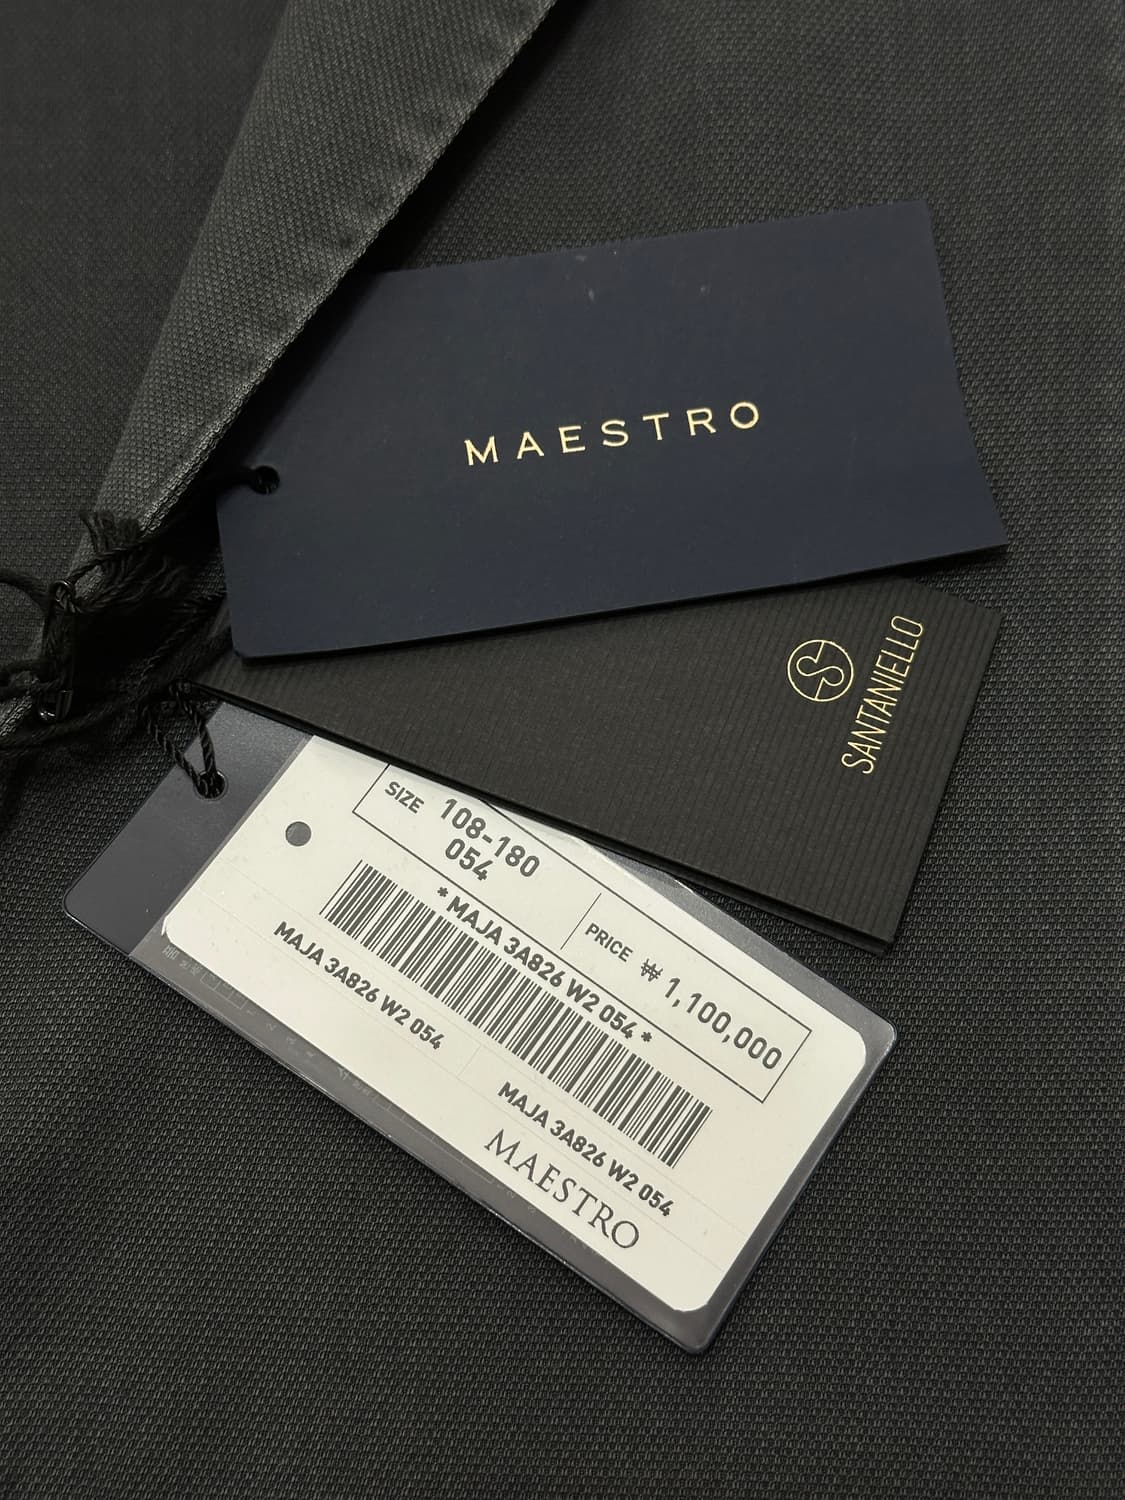 MAESTRO
SANTANIELLO
SIZE 108-180
054
PRICE ₩ 1,100,000
* MAJA 3A826 W2 054 *
MAJA 3A826 W2 054
MAJA 3A826 W2 054
MAESTRO